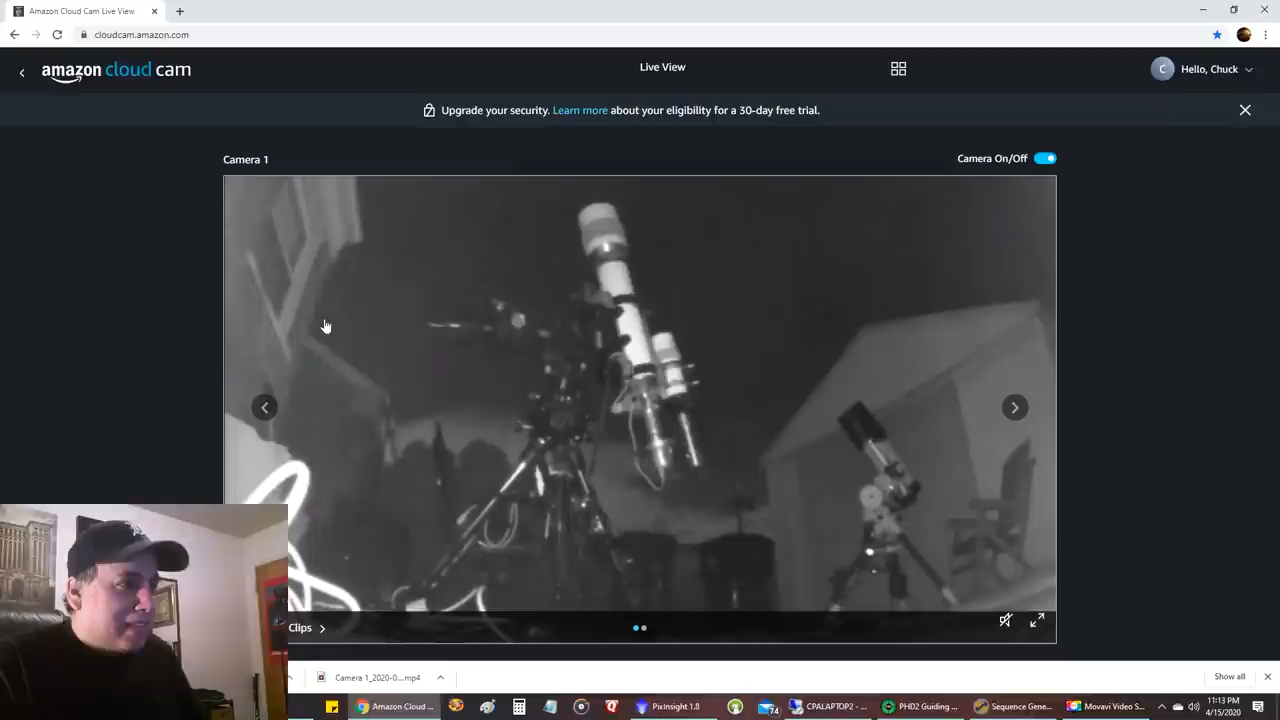 Amazon Cloud Cam Live View
cloudcam.amazon.com
amazon cloud cam
Live View
C
Hello, Chuck
Upgrade your security. Learn more about your eligibility for a 30-day free trial.
Camera 1
Camera On/Off
Clips
Camera 1_2020-0....mp4
Show all
Amazon Cloud ...
PixInsight 1.8
74
CPALAPTOP2 - ...
PHD2 Guiding ...
Sequence Gene...
Movavi Video S...
11:13 PM
4/15/2020